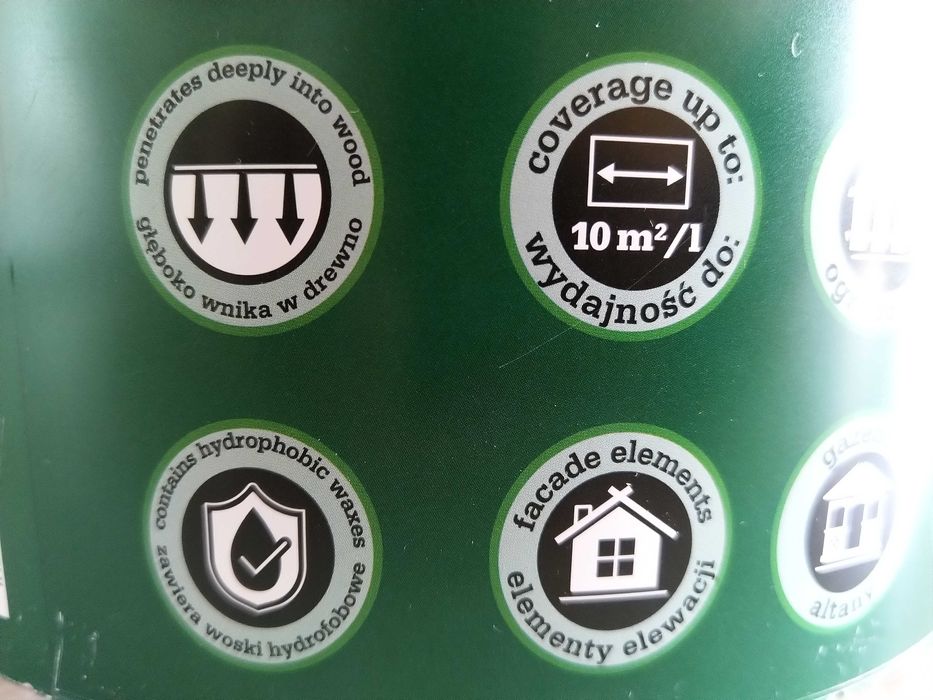 penetrates deeply into wood
głęboko wnika w drewno
coverage up to:
10 m²/l
wydajność do:
contains hydrophobic waxes
zawiera woski hydrofobowe
facade elements
elementy elewacji
altany